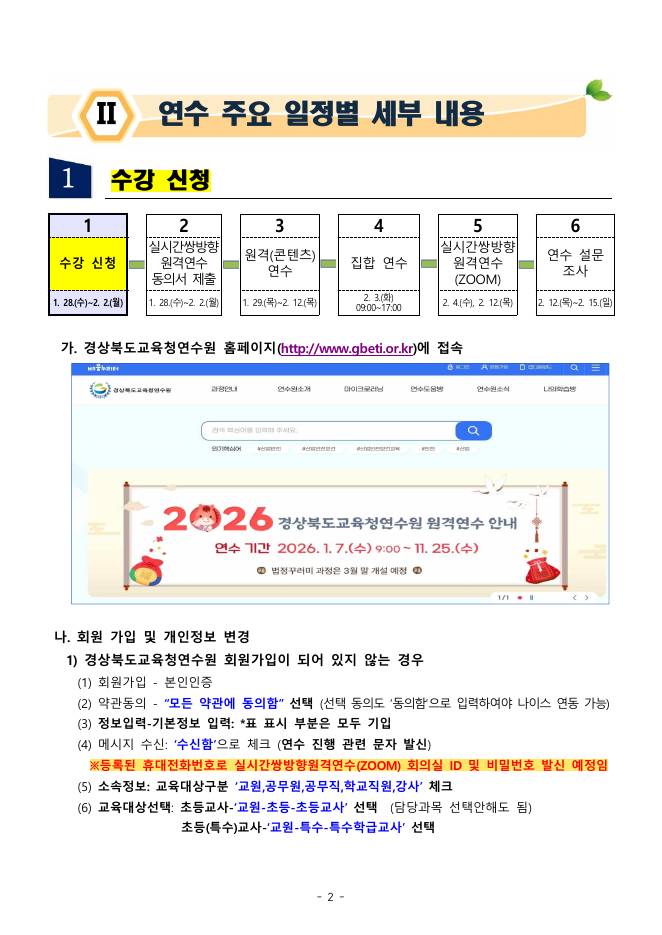 II 연수 주요 일정별 세부 내용
1 수강 신청
1 2 3 4 5 6
수강 신청
실시간쌍방향
원격연수
동의서 제출
원격(콘텐츠)
연수
집합 연수
실시간쌍방향
원격연수
(ZOOM)
연수 설문
조사
1. 28.(수)~2. 2.(월)
1. 28.(수)~2. 2.(월)
1. 29.(목)~2. 12.(목)
2. 3.(화)
09:00~17:00
2. 4.(수), 2. 12.(목)
2. 12.(목)~2. 15.(일)
가. 경상북도교육청연수원 홈페이지(http://www.gbeti.or.kr)에 접속
경상북도교육청연수원 과정안내 연수원소개 마이크로러닝 연수도움방 연수원소식 나의학습방
검색 핵심어를 입력해 주세요.
인기핵심어
2026 경상북도교육청연수원 원격연수 안내
연수 기간 2026. 1. 7.(수) 9:00 ~ 11. 25.(수)
법정꾸러미 과정은 3월 말 개설 예정
1/1
나. 회원 가입 및 개인정보 변경
1) 경상북도교육청연수원 회원가입이 되어 있지 않는 경우
(1) 회원가입 - 본인인증
(2) 약관동의 - “모든 약관에 동의함” 선택 (선택 동의도 ‘동의함’으로 입력하여야 나이스 연동 가능)
(3) 정보입력-기본정보 입력: *표 표시 부분은 모두 기입
(4) 메시지 수신: ‘수신함’으로 체크 (연수 진행 관련 문자 발신)
※등록된 휴대전화번호로 실시간쌍방향원격연수(ZOOM) 회의실 ID 및 비밀번호 발신 예정임
(5) 소속정보: 교육대상구분 ‘교원,공무원,공무직,학교직원,강사’ 체크
(6) 교육대상선택: 초등교사-‘교원-초등-초등교사’ 선택 (담당과목 선택안해도 됨)
초등(특수)교사-‘교원-특수-특수학급교사’ 선택
- 2 -